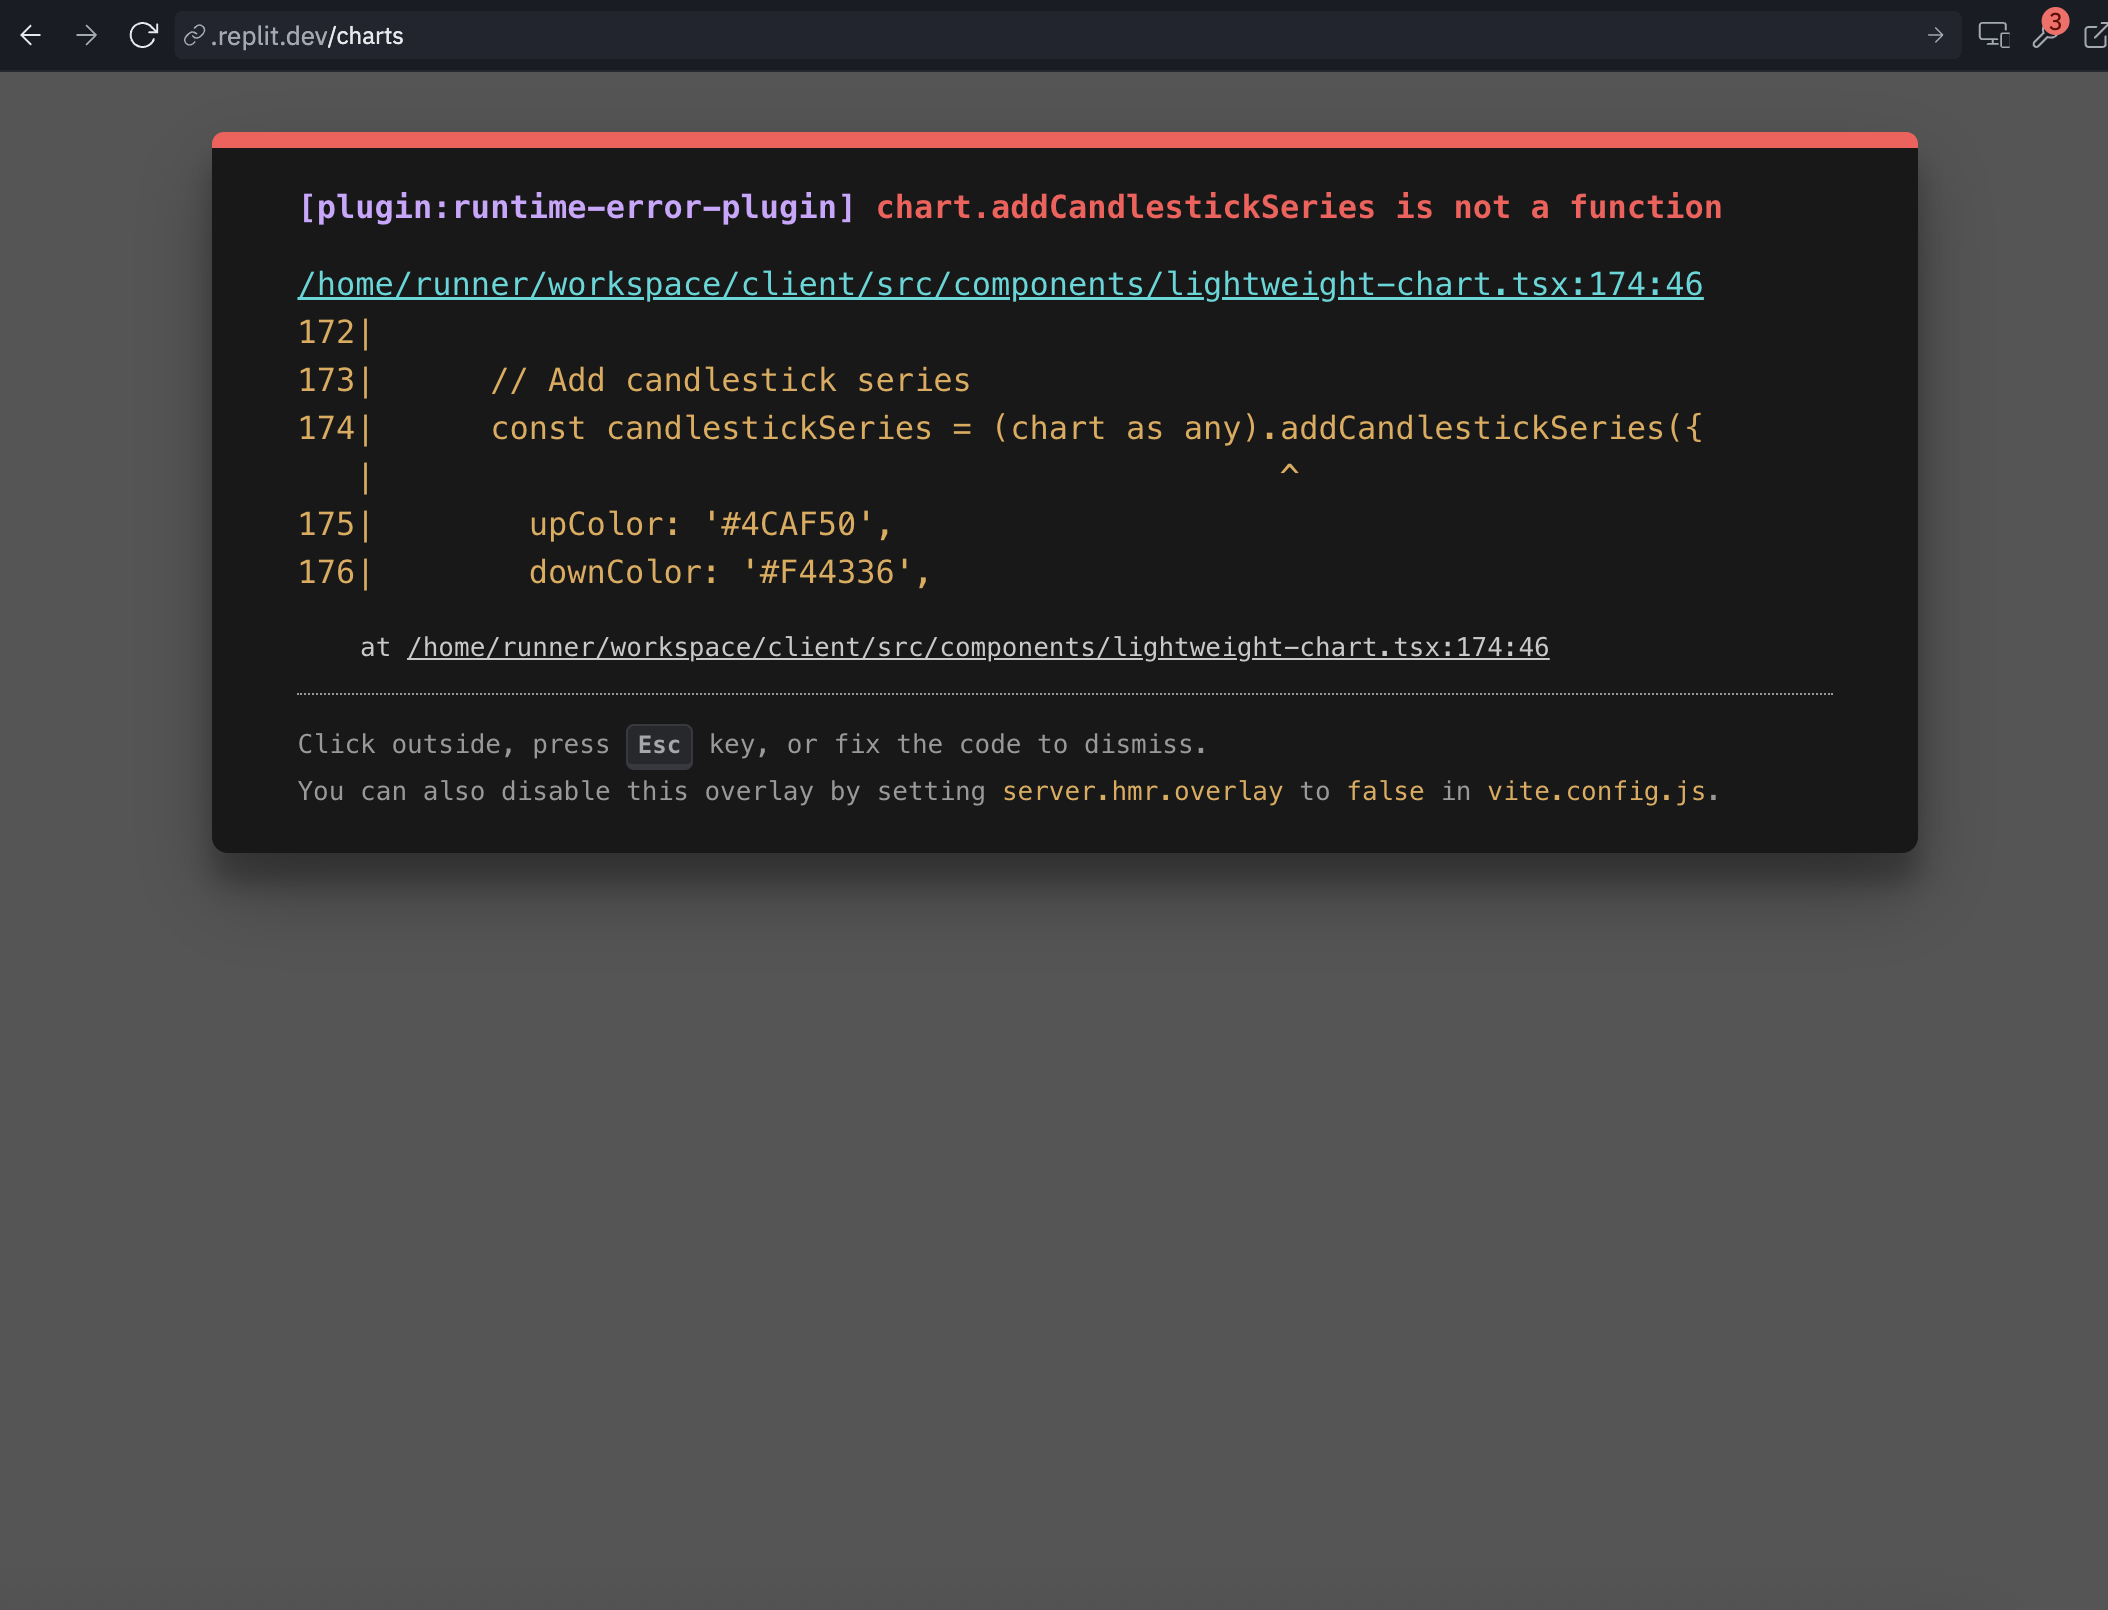 .replit.dev/charts
3
[plugin:runtime-error-plugin] chart.addCandlestickSeries is not a function
/home/runner/workspace/client/src/components/lightweight-chart.tsx:174:46
172|
173|      // Add candlestick series
174|      const candlestickSeries = (chart as any).addCandlestickSeries({
   |                                               ^
175|        upColor: '#4CAF50',
176|        downColor: '#F44336',
at /home/runner/workspace/client/src/components/lightweight-chart.tsx:174:46
Click outside, press Esc key, or fix the code to dismiss.
You can also disable this overlay by setting server.hmr.overlay to false in vite.config.js.